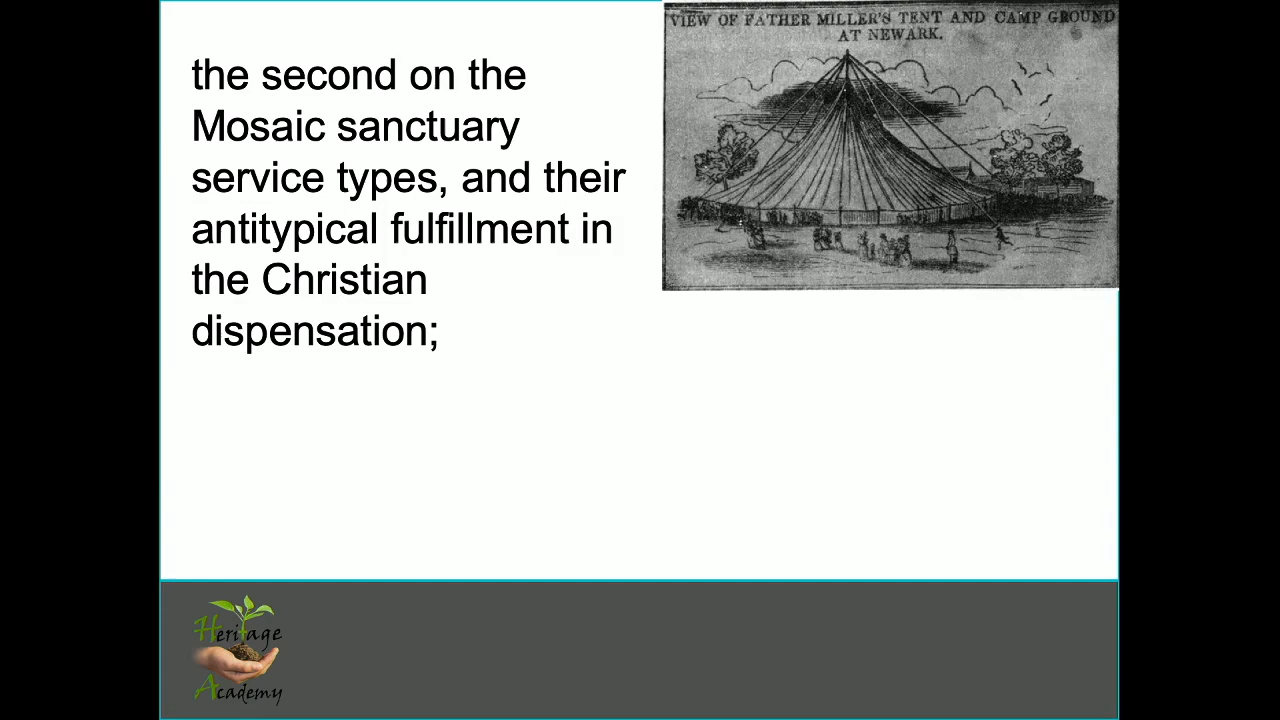 the second on the
Mosaic sanctuary
service types, and their
antitypical fulfillment in
the Christian
dispensation;
VIEW OF FATHER MILLER'S TENT AND CAMP GROUND
AT NEWARK.
Heritage
Academy